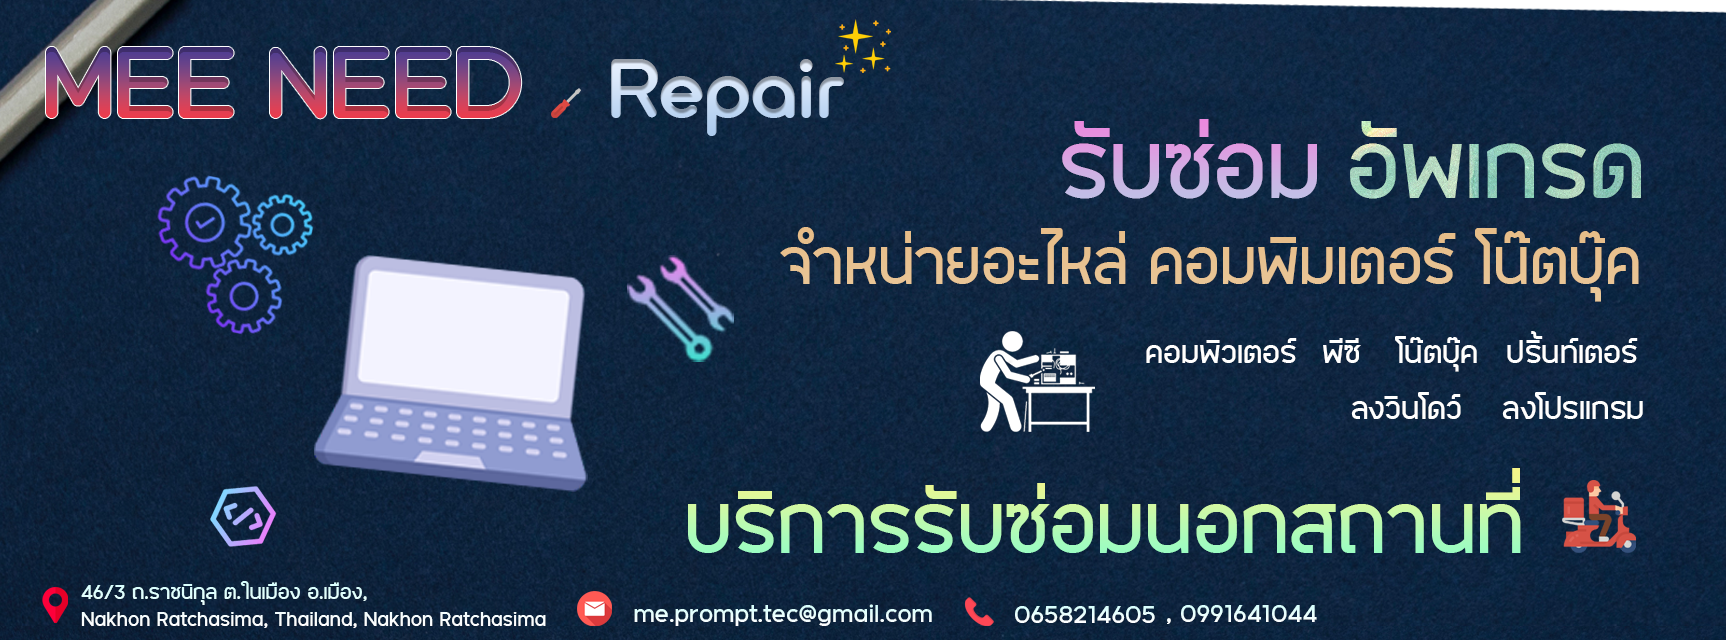 MEE NEED Repair
รับซ่อม อัพเกรด
จำหน่ายอะไหล่ คอมพิมเตอร์ โน๊ตบุ๊ค
คอมพิวเตอร์ พีซี โน๊ตบุ๊ค ปริ้นท์เตอร์
ลงวินโดว์ ลงโปรแกรม
บริการรับซ่อมนอกสถานที่
46/3 ถ.ราชนิกุล ต.ในเมือง อ.เมือง,
Nakhon Ratchasima, Thailand, Nakhon Ratchasima
me.prompt.tec@gmail.com
0658214605 , 0991641044